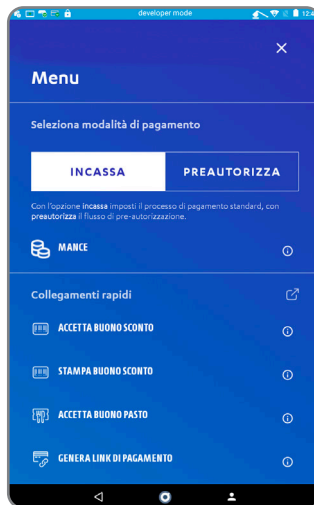 developer mode
12:4
Menu
Seleziona modalità di pagamento
INCASSA
PREAUTORIZZA
Con l'opzione incassa imposti il processo di pagamento standard, con
preautorizza il flusso di pre-autorizzazione.
MANCE
Collegamenti rapidi
ACCETTA BUONO SCONTO
STAMPA BUONO SCONTO
ACCETTA BUONO PASTO
GENERA LINK DI PAGAMENTO